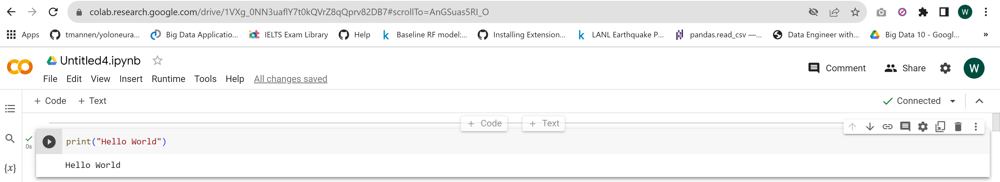 colab.research.google.com/drive/1VXg_0NN3uaflY7t0kQVrZ8qQprv82DB7#scrollTo=AnGSuas5RI_O
W
Apps tmannen/yoloneura... Big Data Applicatio... IELTS Exam Library Help Baseline RF model:... Installing Extension... LANL Earthquake P... pandas.read_csv —... Data Engineer with... Big Data 10 - Googl... »
Untitled4.ipynb
Comment Share W
File Edit View Insert Runtime Tools Help All changes saved
+ Code + Text Connected
+ Code + Text
print("Hello World")
0s
Hello World
{x}